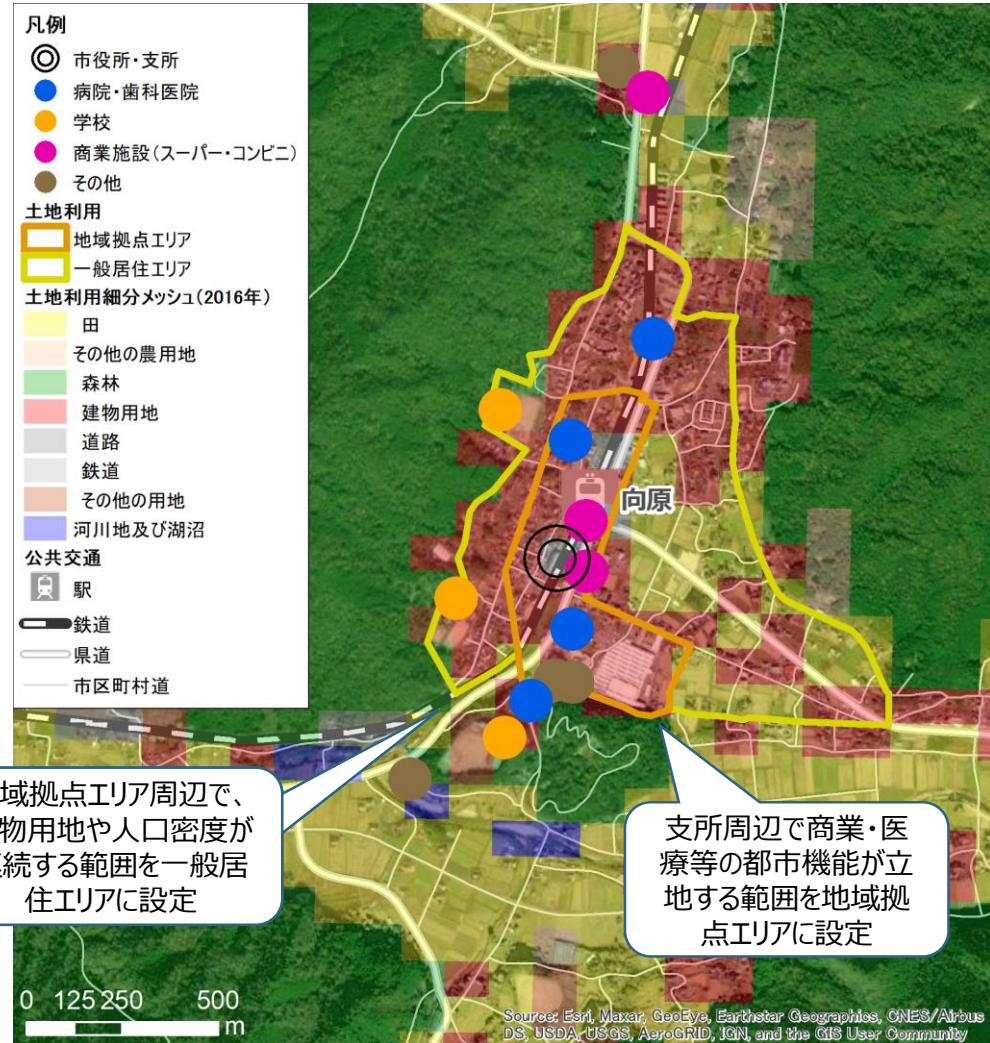 凡例
市役所・支所
病院・歯科医院
学校
商業施設(スーパー・コンビニ)
その他
土地利用
地域拠点エリア
一般居住エリア
土地利用細分メッシュ(2016年)
田
その他の農用地
森林
建物用地
道路
鉄道
その他の用地
河川地及び湖沼
公共交通
駅
鉄道
県道
市区町村道
向原
域拠点エリア周辺で、
物用地や人口密度が
続する範囲を一般居
住エリアに設定
支所周辺で商業・医
療等の都市機能が立
地する範囲を地域拠
点エリアに設定
0 125 250 500
m
Source: Esri, Maxar, GeoEye, Earthstar Geographics, CNES/Airbus
DS, USDA, USGS, AeroGRID, IGN, and the GIS User Community